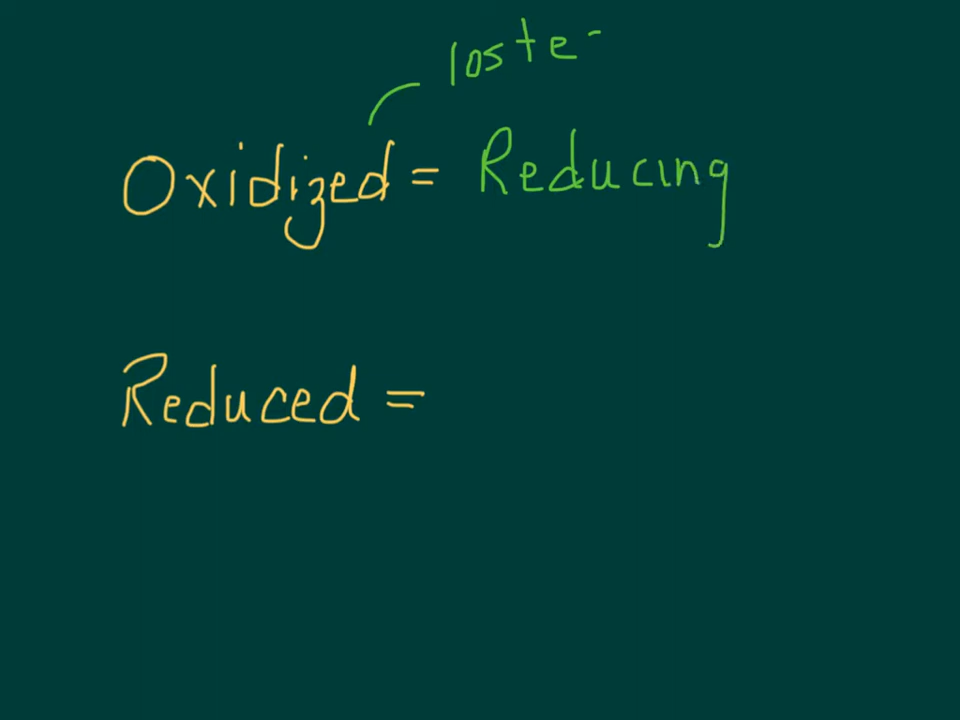 lost e-
Oxidized = Reducing
Reduced =